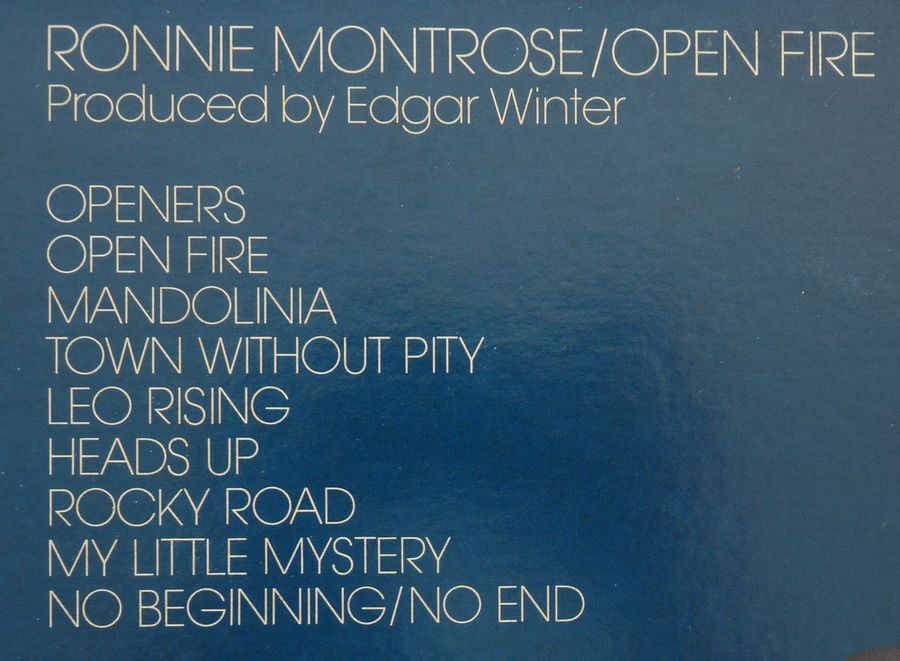 RONNIE MONTROSE/OPEN FIRE
Produced by Edgar Winter
OPENERS
OPEN FIRE
MANDOLINIA
TOWN WITHOUT PITY
LEO RISING
HEADS UP
ROCKY ROAD
MY LITTLE MYSTERY
NO BEGINNING/NO END